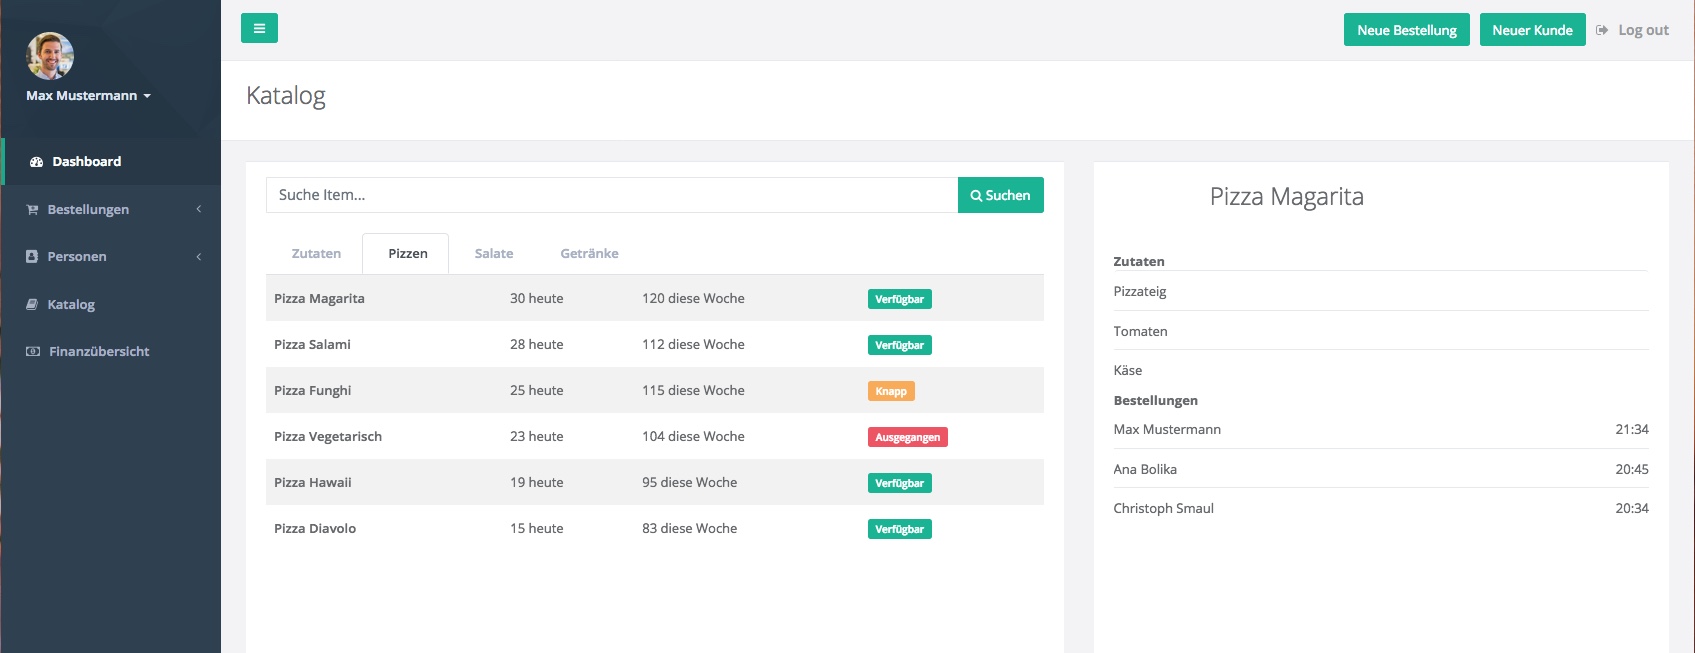 Neue Bestellung Neuer Kunde Log out
Max Mustermann
Katalog
Dashboard
Bestellungen
Personen
Katalog
Finanzübersicht
Suche Item... Suchen
Zutaten Pizzen Salate Getränke
Pizza Magarita 30 heute 120 diese Woche Verfügbar
Pizza Salami 28 heute 112 diese Woche Verfügbar
Pizza Funghi 25 heute 115 diese Woche Knapp
Pizza Vegetarisch 23 heute 104 diese Woche Ausgegangen
Pizza Hawaii 19 heute 95 diese Woche Verfügbar
Pizza Diavolo 15 heute 83 diese Woche Verfügbar
Pizza Magarita
Zutaten
Pizzateig
Tomaten
Käse
Bestellungen
Max Mustermann 21:34
Ana Bolika 20:45
Christoph Smaul 20:34